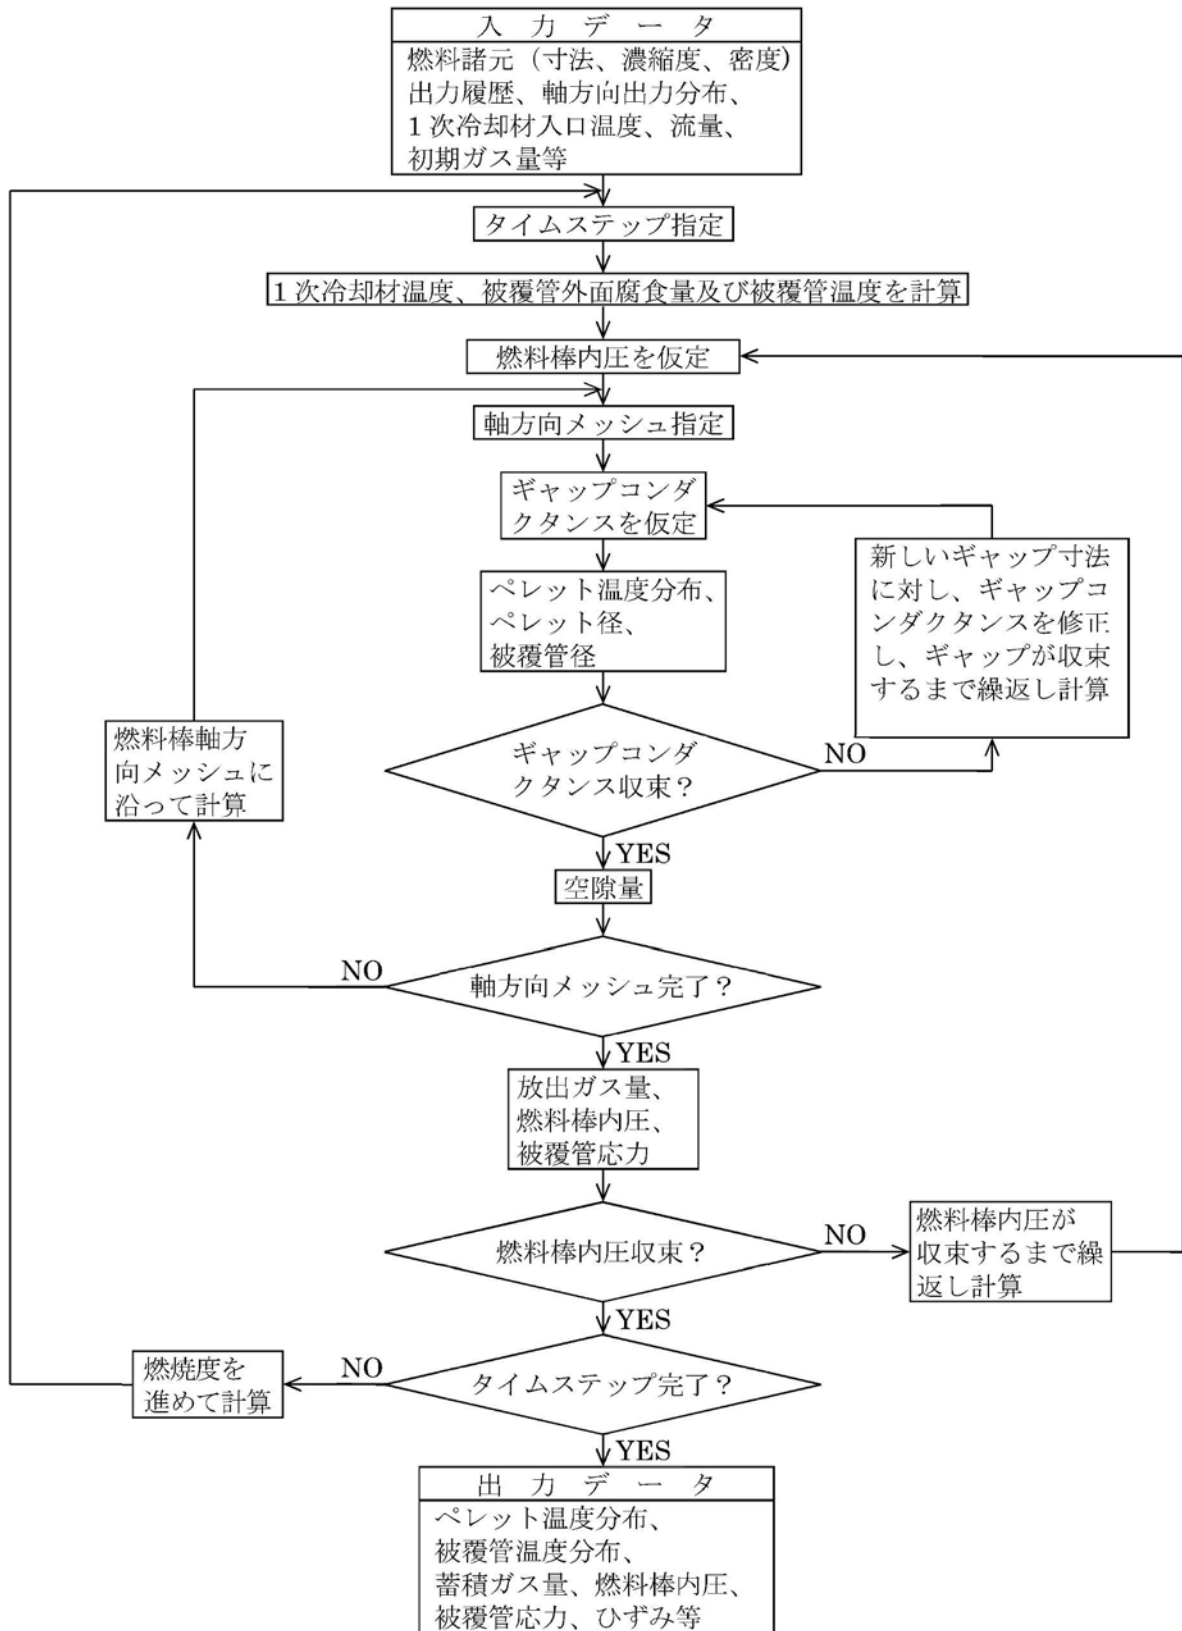 入力データ
燃料諸元（寸法、濃縮度、密度）
出力履歴、軸方向出力分布、
1次冷却材入口温度、流量、
初期ガス量等
タイムステップ指定
1次冷却材温度、被覆管外面腐食量及び被覆管温度を計算
燃料棒内圧を仮定
軸方向メッシュ指定
ギャップコンダ
クタンスを仮定
新しいギャップ寸法
に対し、ギャップコ
ンダクタンスを修正
し、ギャップが収束
するまで繰返し計算
ペレット温度分布、
ペレット径、
被覆管径
燃料棒軸方
向メッシュに
沿って計算
ギャップコンダ
クタンス収束？
NO
YES
空隙量
NO
軸方向メッシュ完了？
YES
放出ガス量、
燃料棒内圧、
被覆管応力
燃料棒内圧収束？
NO
燃料棒内圧が
収束するまで繰
返し計算
YES
燃焼度を
進めて計算
NO
タイムステップ完了？
YES
出力データ
ペレット温度分布、
被覆管温度分布、
蓄積ガス量、燃料棒内圧、
被覆管応力、ひずみ等